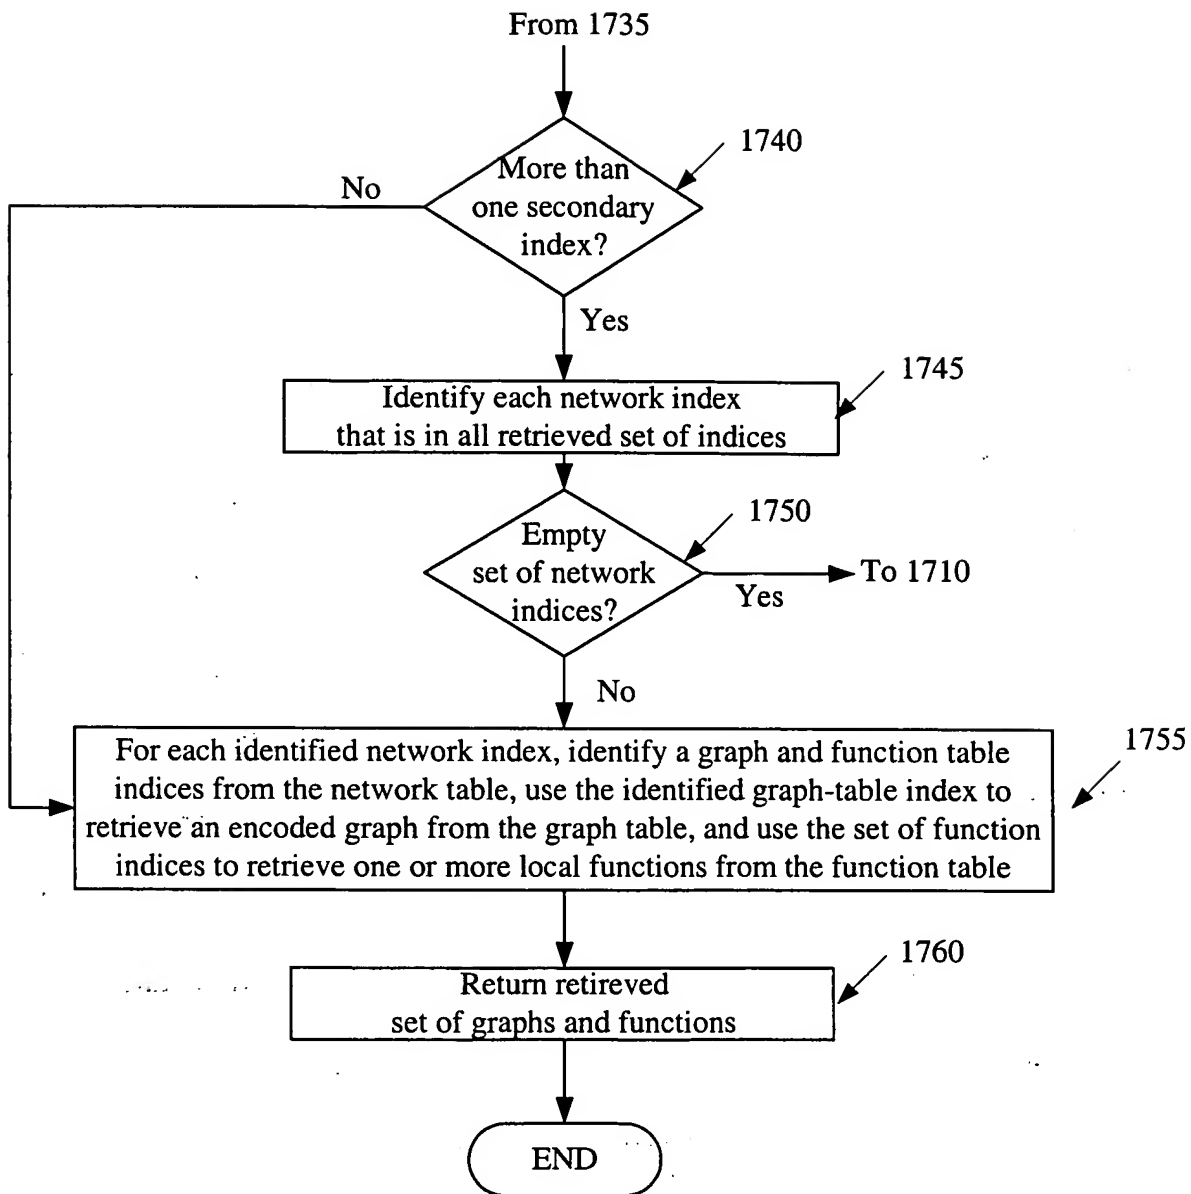 From 1735
1740
More than
one secondary
index?
No
Yes
1745
Identify each network index
that is in all retrieved set of indices
1750
Empty
set of network
indices?
To 1710
Yes
No
1755
For each identified network index, identify a graph and function table
indices from the network table, use the identified graph-table index to
retrieve an encoded graph from the graph table, and use the set of function
indices to retrieve one or more local functions from the function table
1760
Return retireved
set of graphs and functions
END